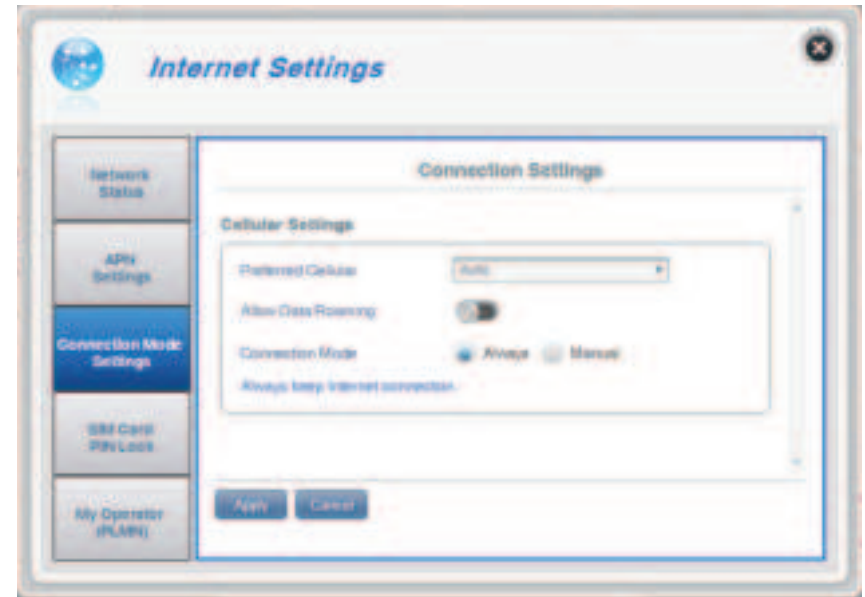 Internet Settings
Network
Status
APN
Settings
Connection Mode
Settings
SIM Card
PIN Lock
My Operator
(PLMN)
Connection Settings
Cellular Settings
Preferred Cellular
Auto
Allow Data Roaming
Connection Mode
Always
Manual
Always keep Internet connection.
Apply
Cancel